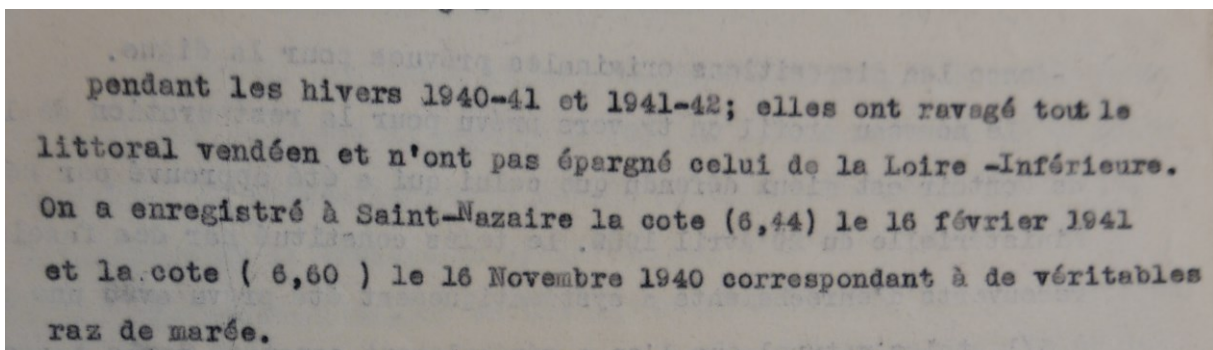 pendant les hivers 1940-41 et 1941-42; elles ont ravagé tout le
littoral vendéen et n'ont pas épargné celui de la Loire -Inférieure.
On a enregistré à Saint-Nazaire la cote (6,44) le 16 février 1941
et la cote ( 6,60 ) le 16 Novembre 1940 correspondant à de véritables
raz de marée.